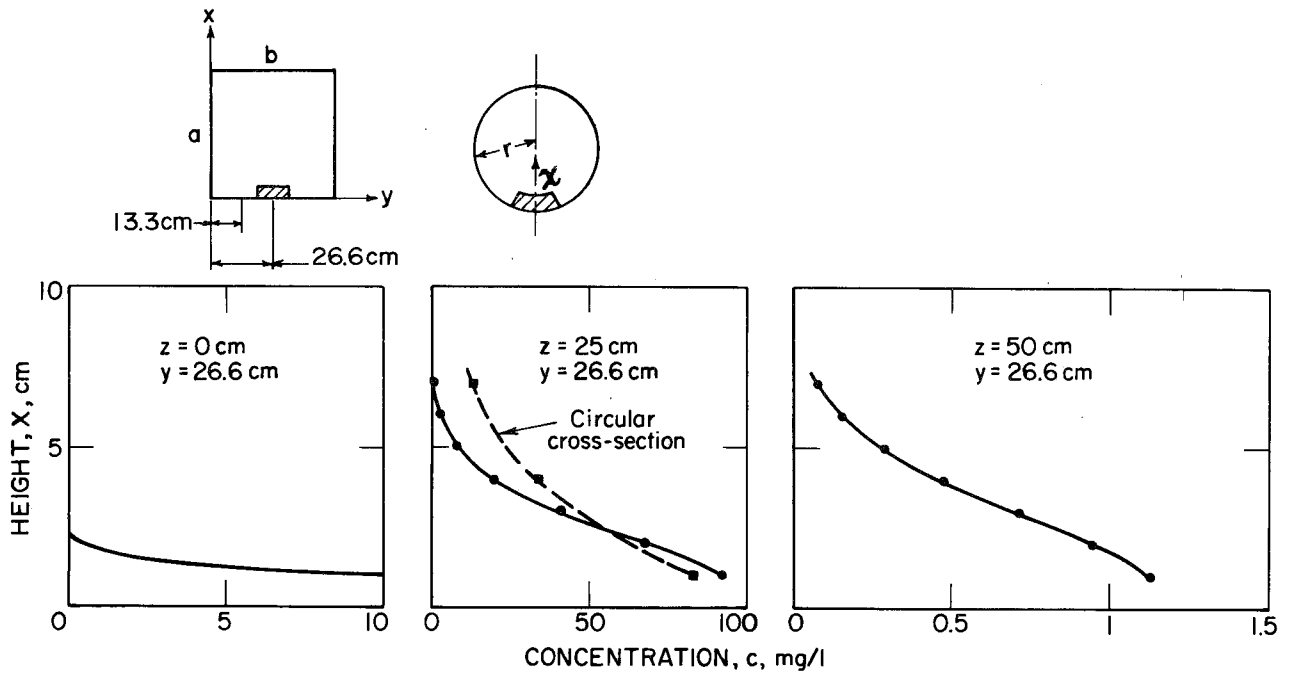 x
b
a
y
13.3cm
26.6cm
r
x
HEIGHT, X, cm
10
5
0
z = 0 cm
y = 26.6 cm
0
5
10
z = 25 cm
y = 26.6 cm
Circular
cross-section
0
50
100
z = 50 cm
y = 26.6 cm
0
0.5
1
1.5
CONCENTRATION, c, mg/l